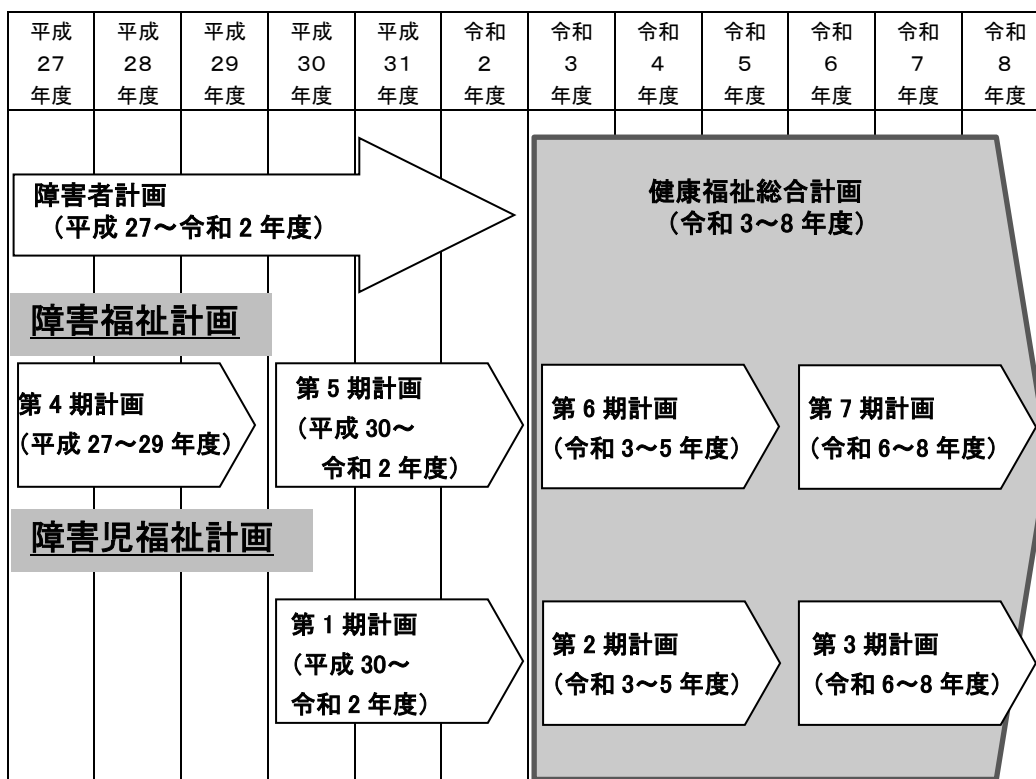 平成 平成 平成 平成 平成 令和 令和 令和 令和 令和 令和 令和
27 28 29 30 31 2 3 4 5 6 7 8
年度 年度 年度 年度 年度 年度 年度 年度 年度 年度 年度 年度
障害者計画
（平成 27～令和 2 年度）
健康福祉総合計画
（令和 3～8 年度）
障害福祉計画
第 4 期計画
（平成 27～29 年度）
第 5 期計画
（平成 30～
令和 2 年度）
第 6 期計画
（令和 3～5 年度）
第 7 期計画
（令和 6～8 年度）
障害児福祉計画
第 1 期計画
（平成 30～
令和 2 年度）
第 2 期計画
（令和 3～5 年度）
第 3 期計画
（令和 6～8 年度）